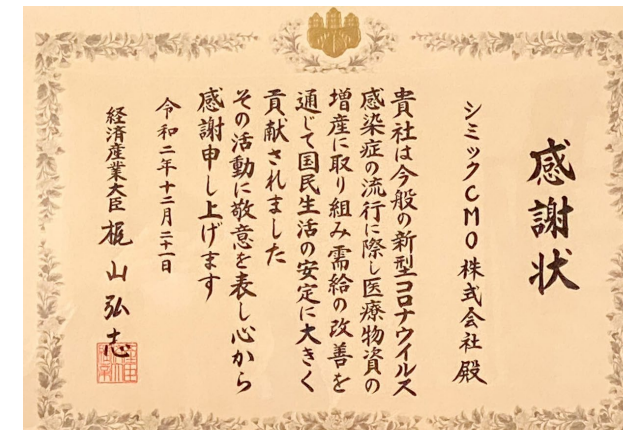 感謝状
シミックCMO株式会社 殿
貴社は今般の新型コロナウイルス
感染症の流行に際し医療物資の
増産に取り組み需給の改善を
通じて国民生活の安定に大きく
貢献されました
その活動に敬意を表し心から
感謝申し上げます
令和二年十二月二十一日
経済産業大臣 梶山弘志